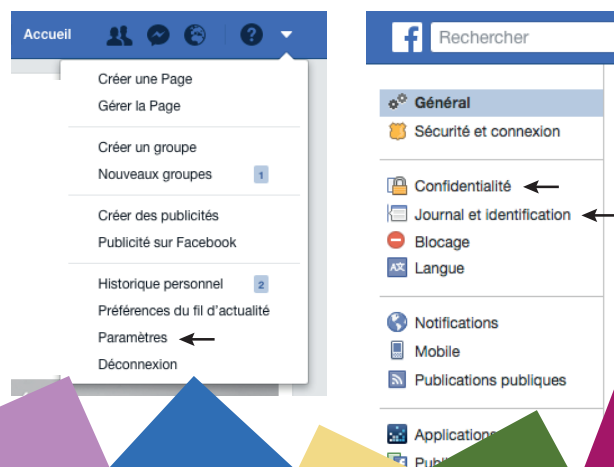 Accueil
Créer une Page
Gérer la Page
Créer un groupe
Nouveaux groupes 1
Créer des publicités
Publicité sur Facebook
Historique personnel 2
Préférences du fil d'actualité
Paramètres
Déconnexion
f Rechercher
Général
Sécurité et connexion
Confidentialité
Journal et identification
Blocage
Langue
Notifications
Mobile
Publications publiques